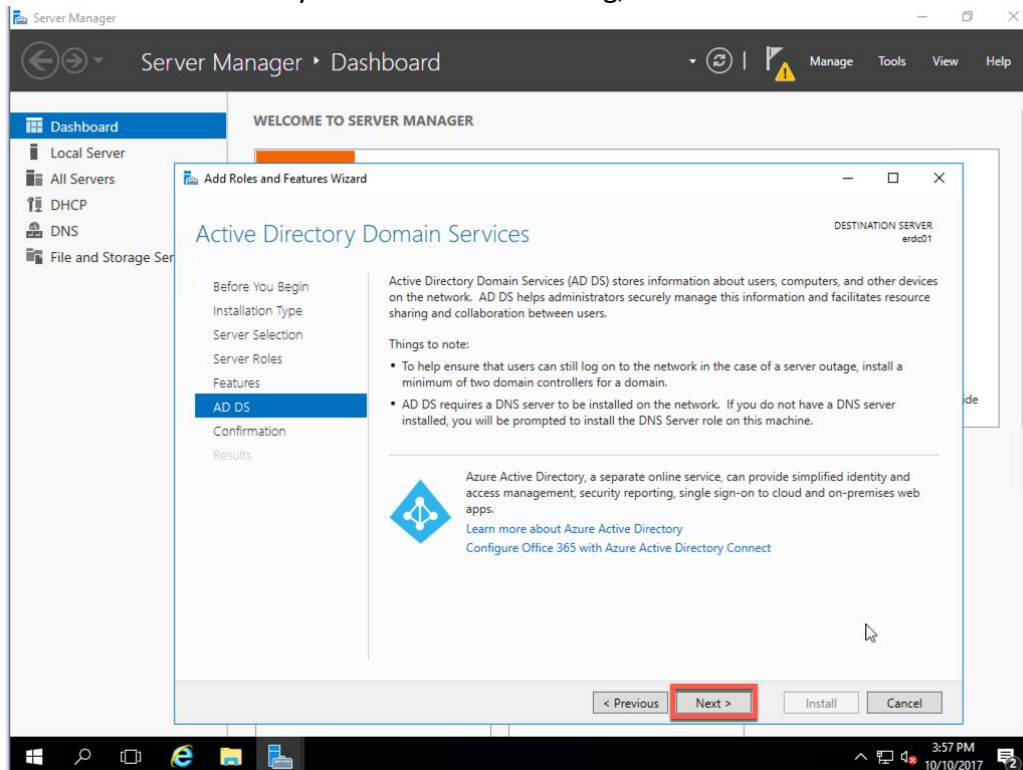 Server Manager
Server Manager • Dashboard
Manage Tools View Help
Dashboard
Local Server
All Servers
DHCP
DNS
File and Storage Ser
WELCOME TO SERVER MANAGER
Add Roles and Features Wizard
Active Directory Domain Services
DESTINATION SERVER
erdc01
Before You Begin
Installation Type
Server Selection
Server Roles
Features
AD DS
Confirmation
Results
Active Directory Domain Services (AD DS) stores information about users, computers, and other devices
on the network. AD DS helps administrators securely manage this information and facilitates resource
sharing and collaboration between users.
Things to note:
• To help ensure that users can still log on to the network in the case of a server outage, install a
minimum of two domain controllers for a domain.
• AD DS requires a DNS server to be installed on the network. If you do not have a DNS server
installed, you will be prompted to install the DNS Server role on this machine.
Azure Active Directory, a separate online service, can provide simplified identity and
access management, security reporting, single sign-on to cloud and on-premises web
apps.
Learn more about Azure Active Directory
Configure Office 365 with Azure Active Directory Connect
ide
< Previous Next > Install Cancel
3:57 PM
10/10/2017
2